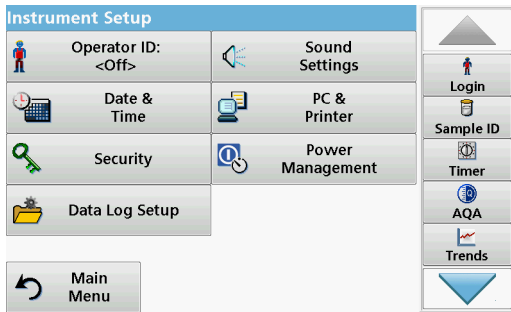 Instrument Setup
Operator ID:
<Off>
Sound
Settings
Date &
Time
PC &
Printer
Security
Power
Management
Data Log Setup
Main
Menu
Login
Sample ID
Timer
AQA
Trends